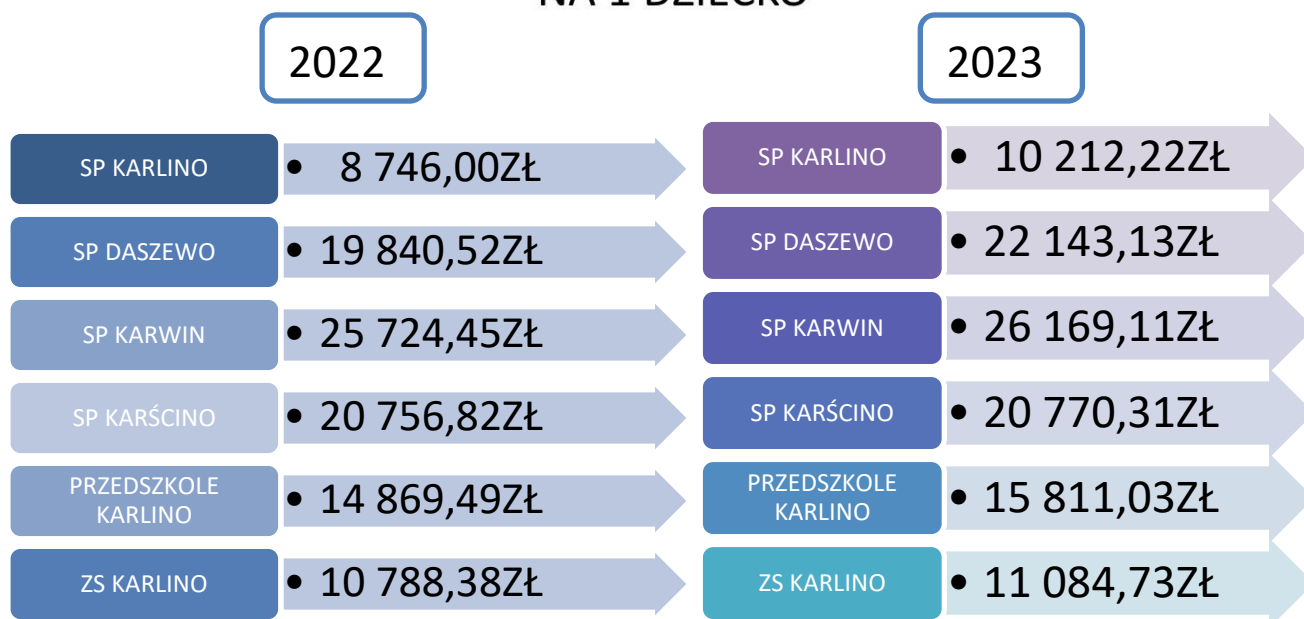 NA 1 DZIECKO
2022
SP KARLINO
• 8 746,00ZŁ
SP DASZEWO
• 19 840,52ZŁ
SP KARWIN
• 25 724,45ZŁ
SP KARŚCINO
• 20 756,82ZŁ
PRZEDSZKOLE
KARLINO
• 14 869,49ZŁ
ZS KARLINO
• 10 788,38ZŁ
2023
SP KARLINO
• 10 212,22ZŁ
SP DASZEWO
• 22 143,13ZŁ
SP KARWIN
• 26 169,11ZŁ
SP KARŚCINO
• 20 770,31ZŁ
PRZEDSZKOLE
KARLINO
• 15 811,03ZŁ
ZS KARLINO
• 11 084,73ZŁ